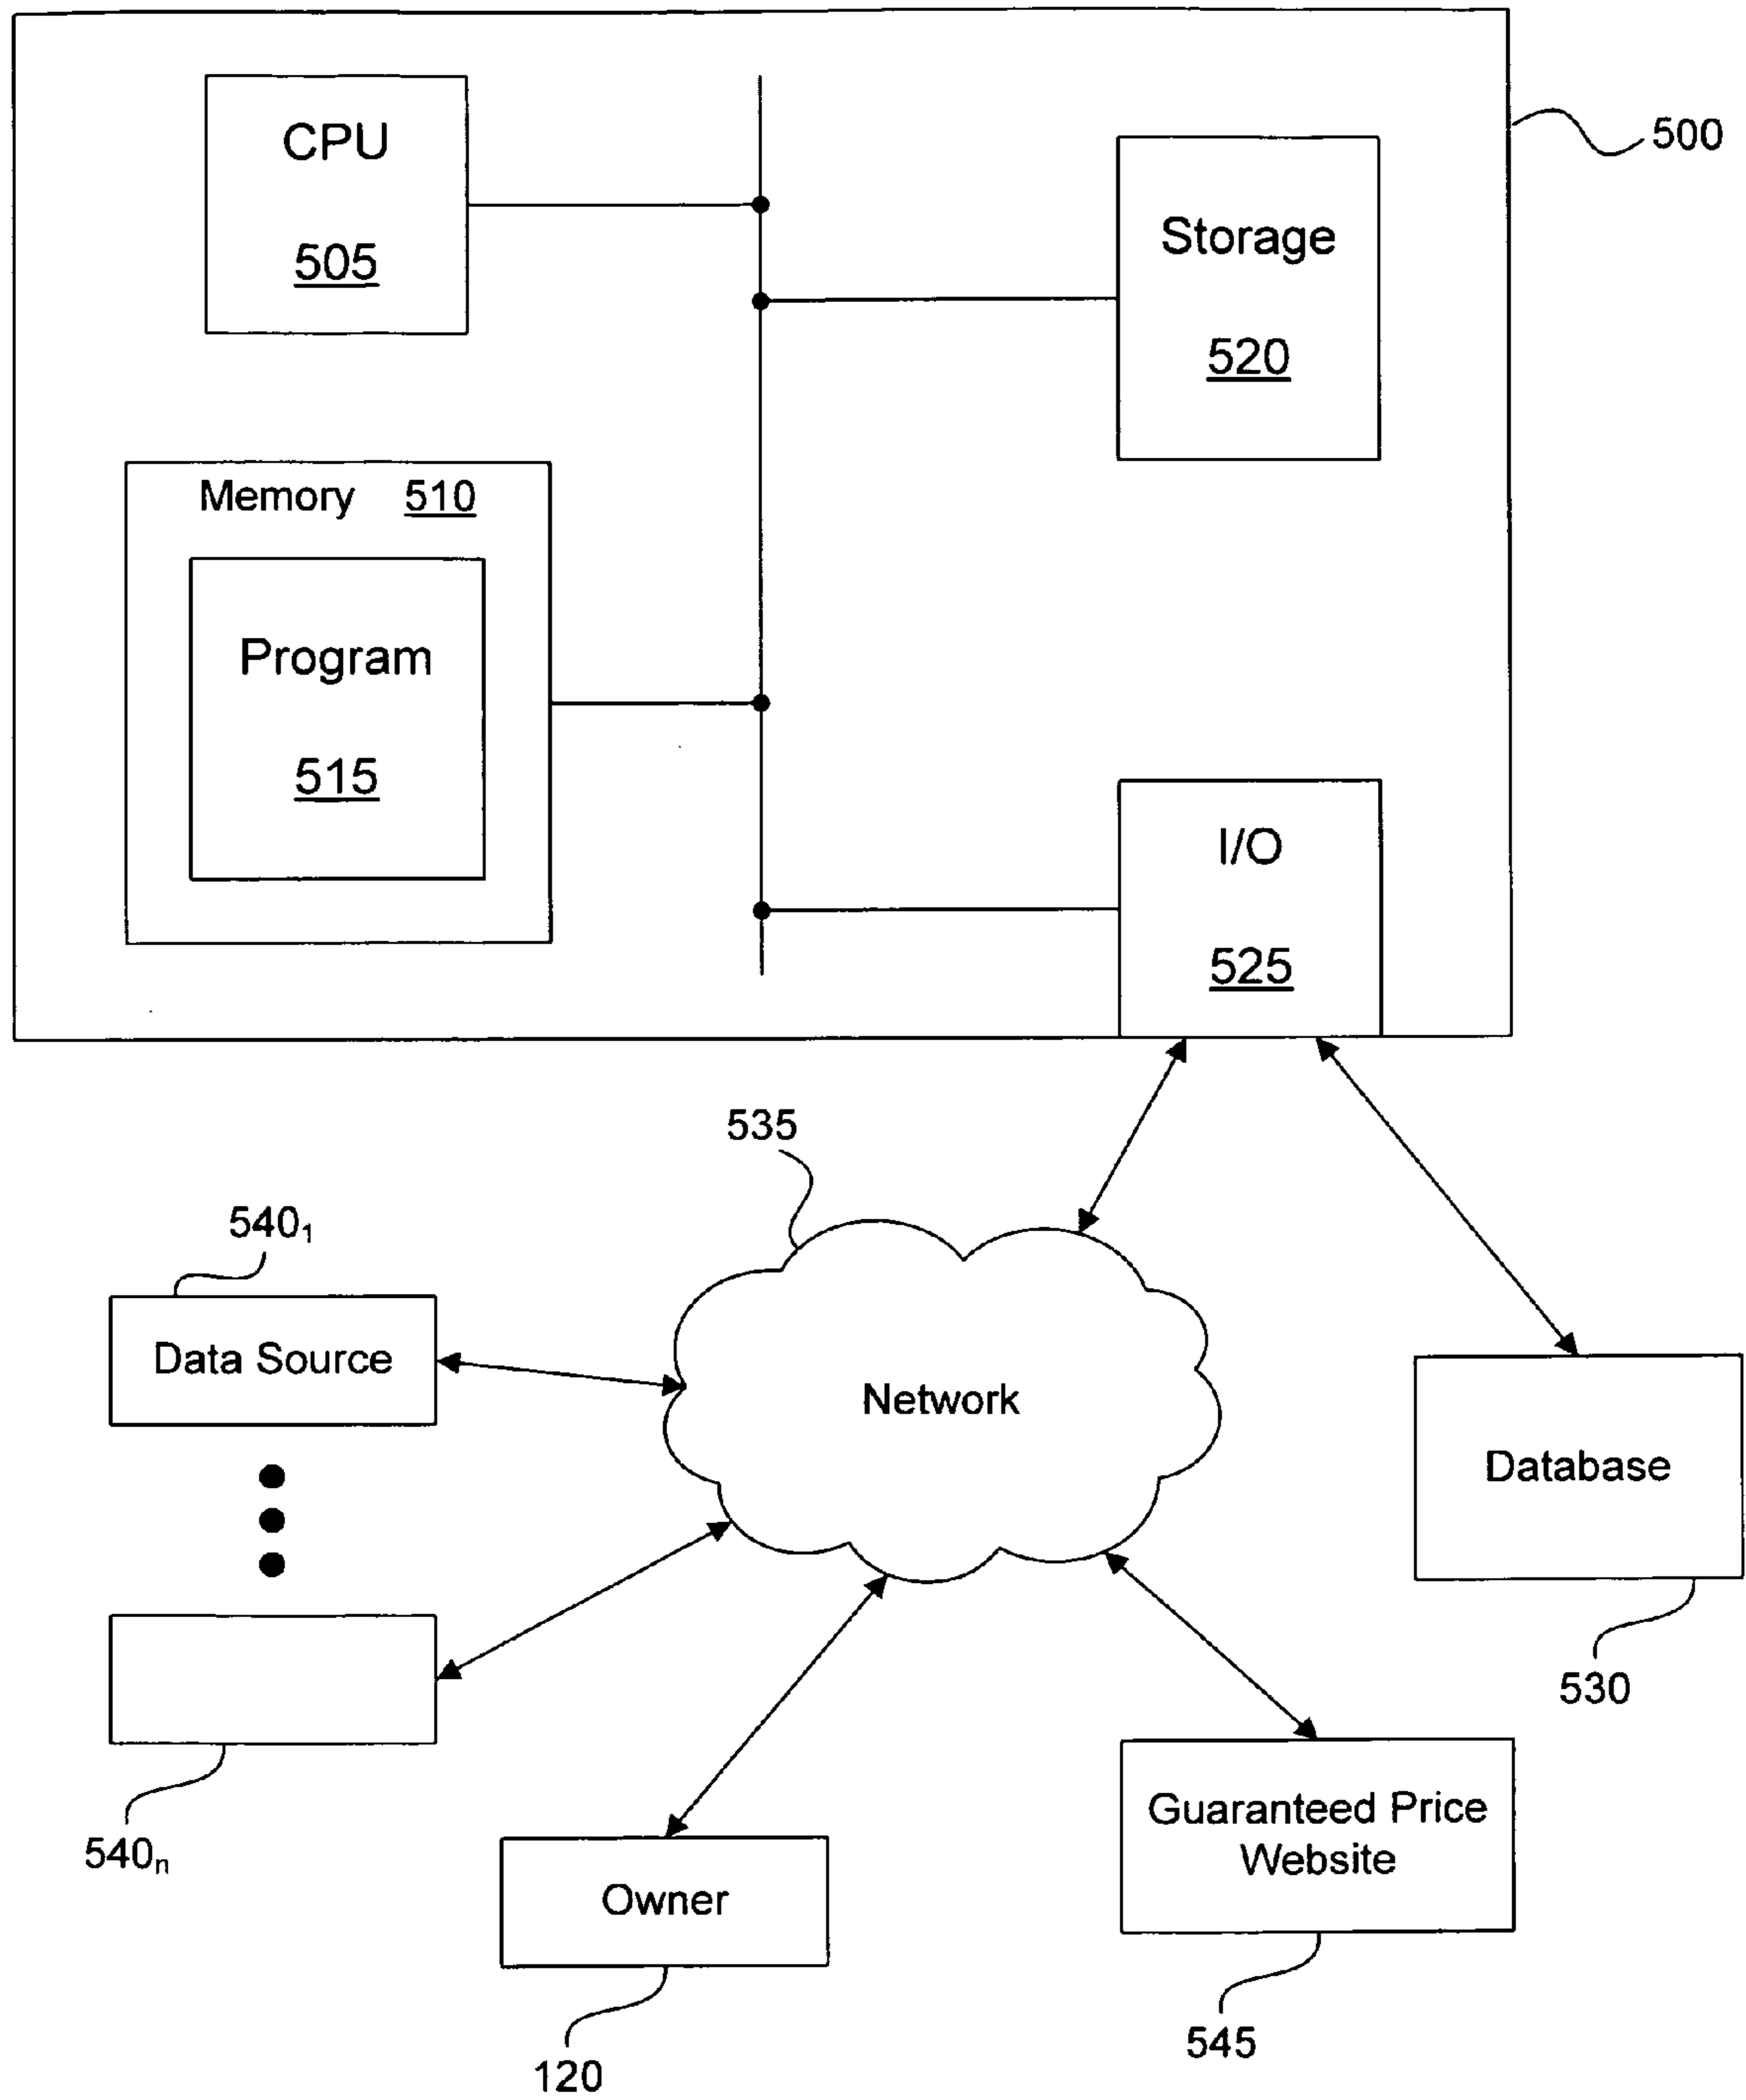 CPU
505
500
Storage
520
Memory 510
Program
515
I/O
525
535
540₁
Data Source
Network
Database
530
540ₙ
Guaranteed Price
Website
Owner
545
120